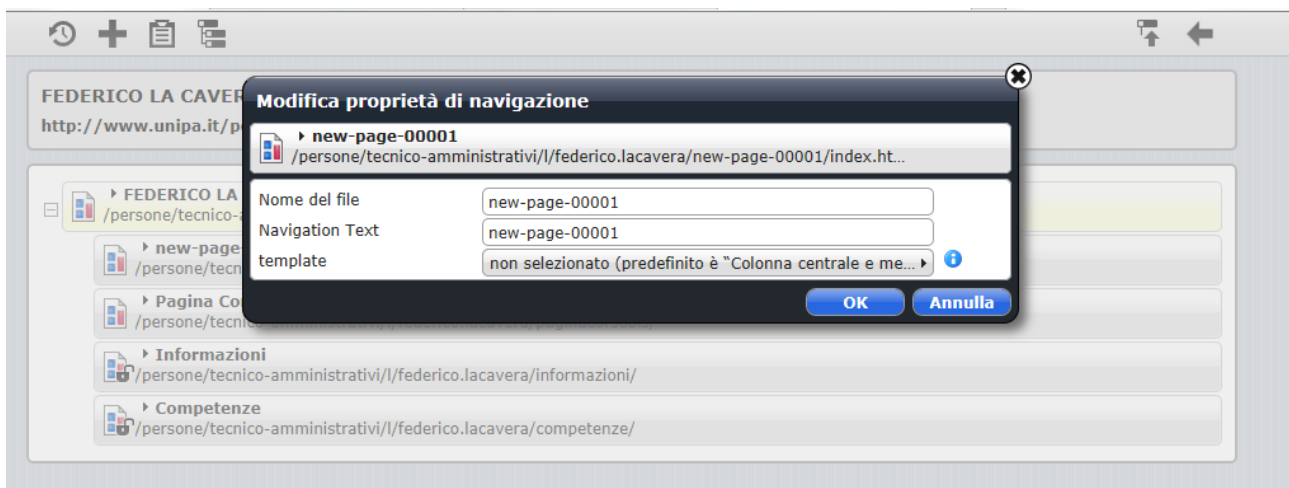 FEDERICO LA CAVER
http://www.unipa.it/p
Modifica proprietà di navigazione
new-page-00001
/persone/tecnico-amministrativi/l/federico.lacavera/new-page-00001/index.ht...
Nome del file
new-page-00001
Navigation Text
new-page-00001
template
non selezionato (predefinito è "Colonna centrale e me...
OK
Annulla
FEDERICO LA
/persone/tecnico-a
new-page
/persone/tecn
Pagina Co
/persone/tecni
Informazioni
/persone/tecnico-amministrativi/l/federico.lacavera/informazioni/
Competenze
/persone/tecnico-amministrativi/l/federico.lacavera/competenze/